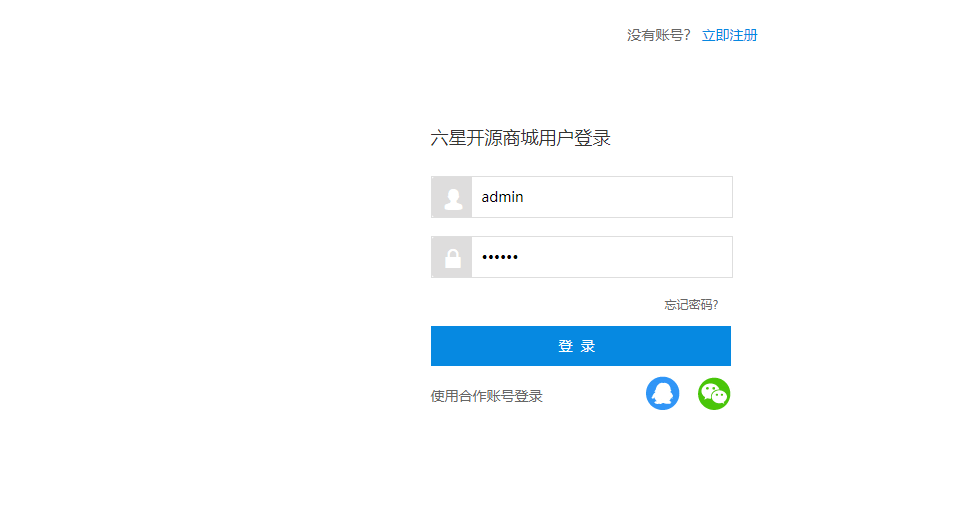 没有账号？ 立即注册
六星开源商城用户登录
admin
••••••
忘记密码?
登 录
使用合作账号登录